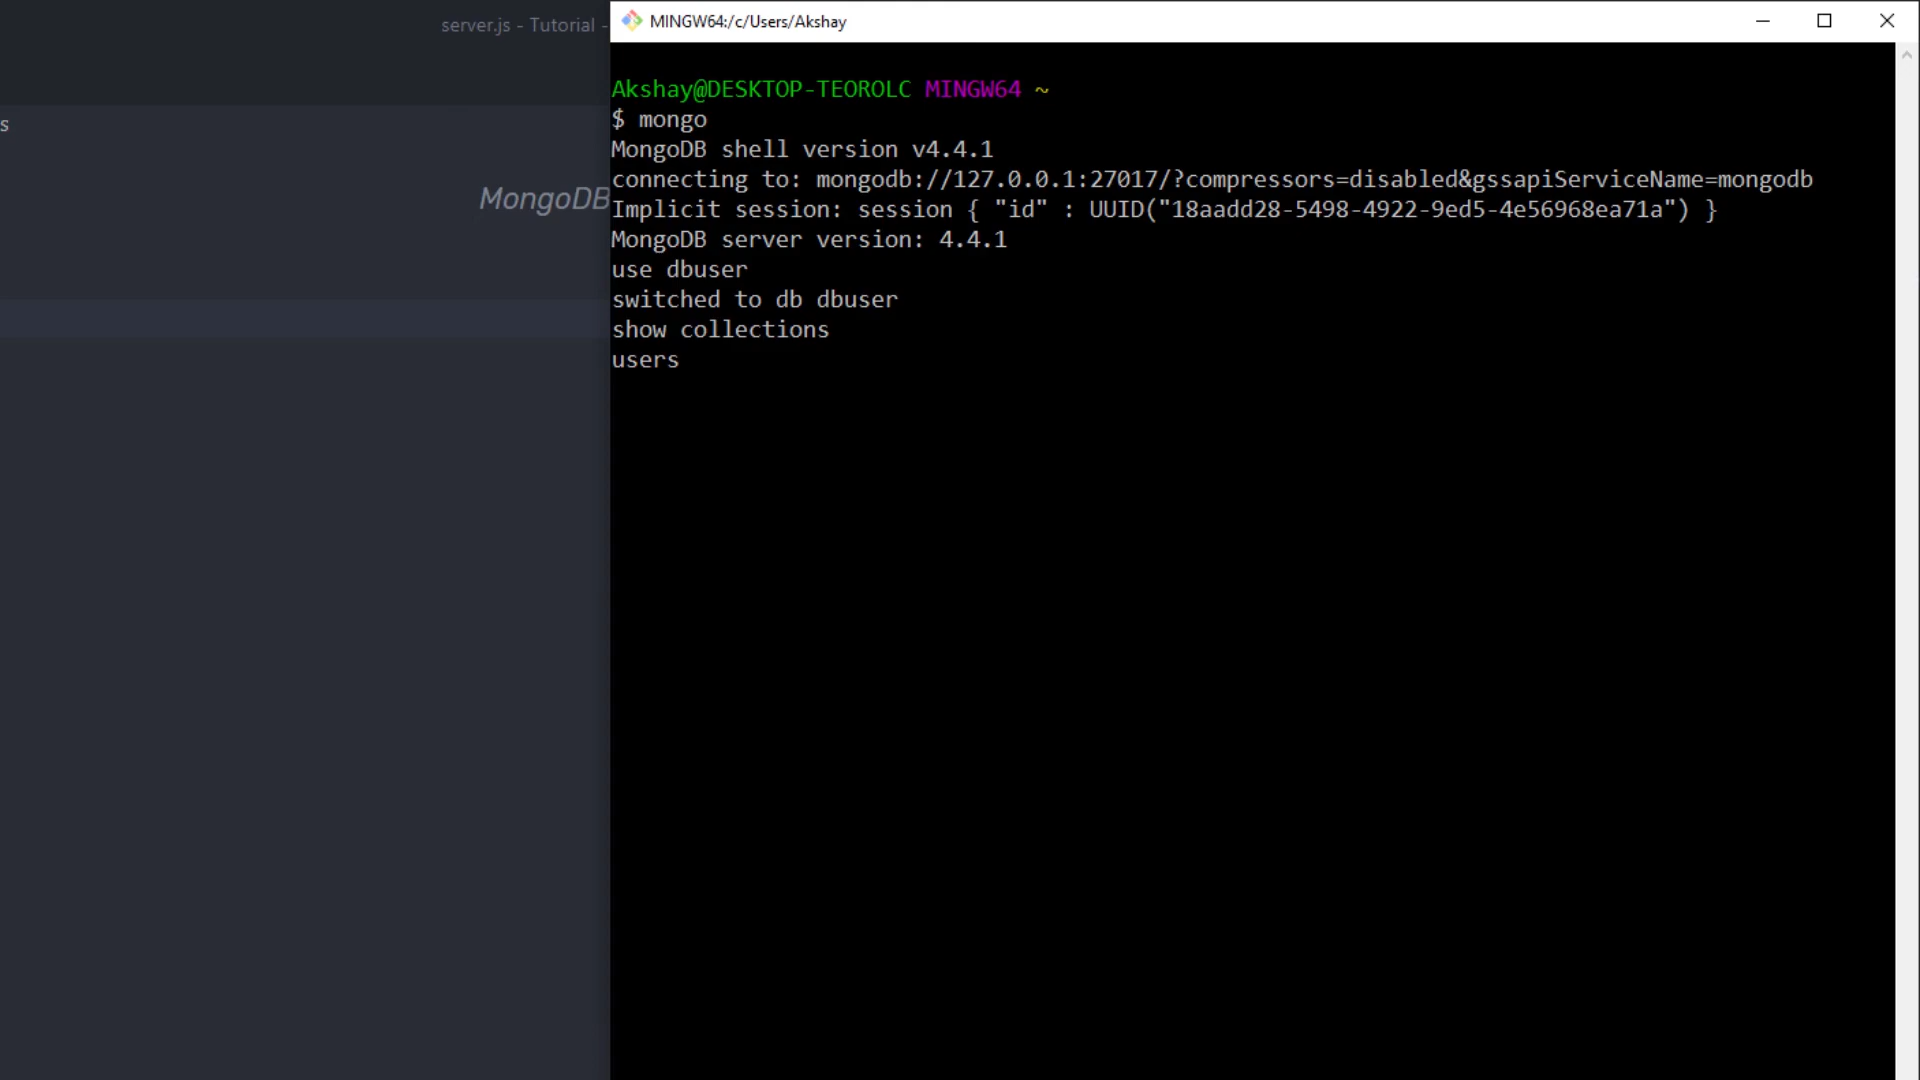 server.js - Tutorial -
MINGW64:/c/Users/Akshay
s
MongoDB
Akshay@DESKTOP-TEOROLC MINGW64 ~
$ mongo
MongoDB shell version v4.4.1
connecting to: mongodb://127.0.0.1:27017/?compressors=disabled&gssapiServiceName=mongodb
Implicit session: session { "id" : UUID("18aadd28-5498-4922-9ed5-4e56968ea71a") }
MongoDB server version: 4.4.1
use dbuser
switched to db dbuser
show collections
users